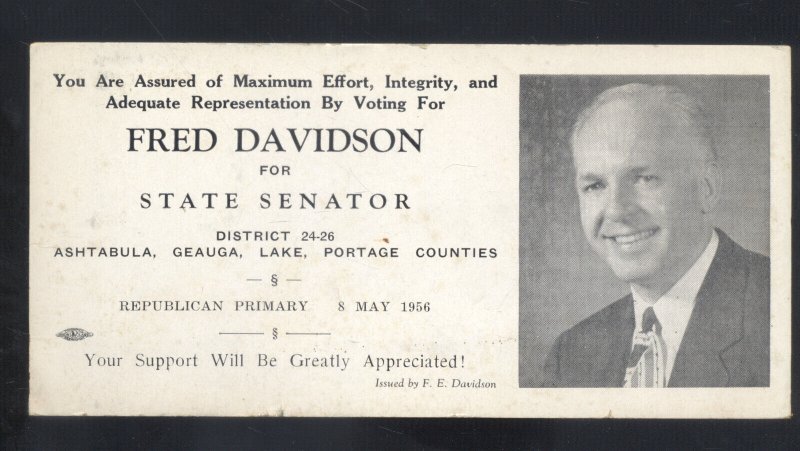 You Are Assured of Maximum Effort, Integrity, and
Adequate Representation By Voting For
FRED DAVIDSON
FOR
STATE SENATOR
DISTRICT 24-26
ASHTABULA, GEAUGA, LAKE, PORTAGE COUNTIES
— § —
REPUBLICAN PRIMARY 8 MAY 1956
— § —
Your Support Will Be Greatly Appreciated!
Issued by F. E. Davidson